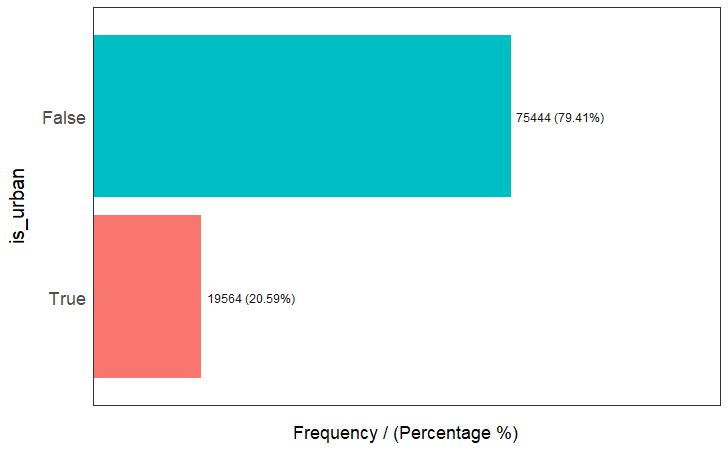 False
75444 (79.41%)
is_urban
True
19564 (20.59%)
Frequency / (Percentage %)